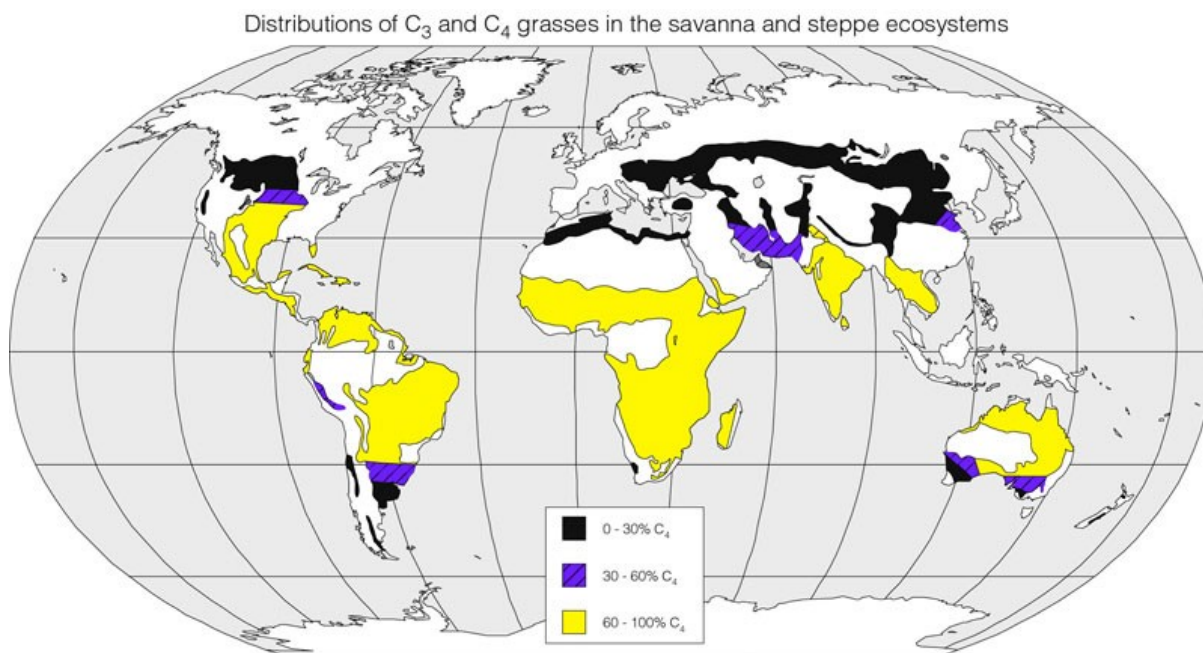 Distributions of C₃ and C₄ grasses in the savanna and steppe ecosystems
0 - 30% C₄
30 - 60% C₄
60 - 100% C₄